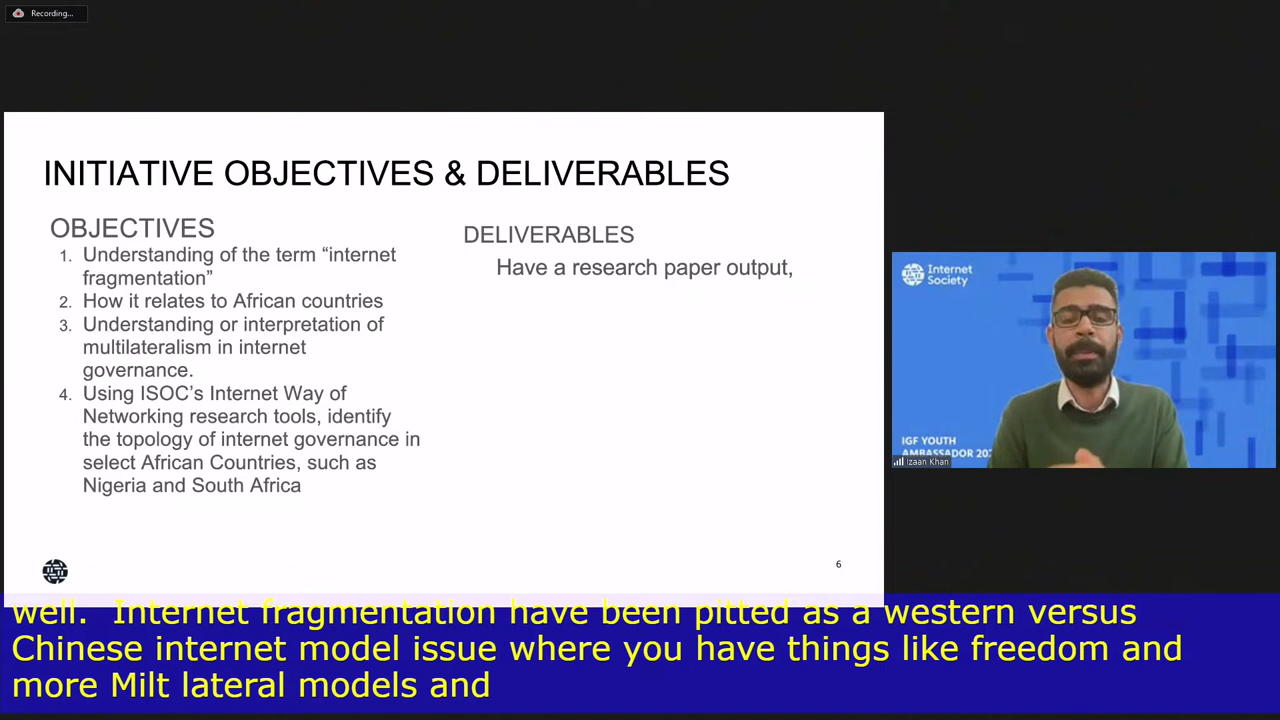 Recording...
INITIATIVE OBJECTIVES & DELIVERABLES
OBJECTIVES
1. Understanding of the term “internet
fragmentation”
2. How it relates to African countries
3. Understanding or interpretation of
multilateralism in internet
governance.
4. Using ISOC’s Internet Way of
Networking research tools, identify
the topology of internet governance in
select African Countries, such as
Nigeria and South Africa
DELIVERABLES
Have a research paper output,
6
Internet
Society
IGF YOUTH
AMBASSADOR 202
Izaan Khan
well. Internet fragmentation have been pitted as a western versus
Chinese internet model issue where you have things like freedom and
more Milt lateral models and